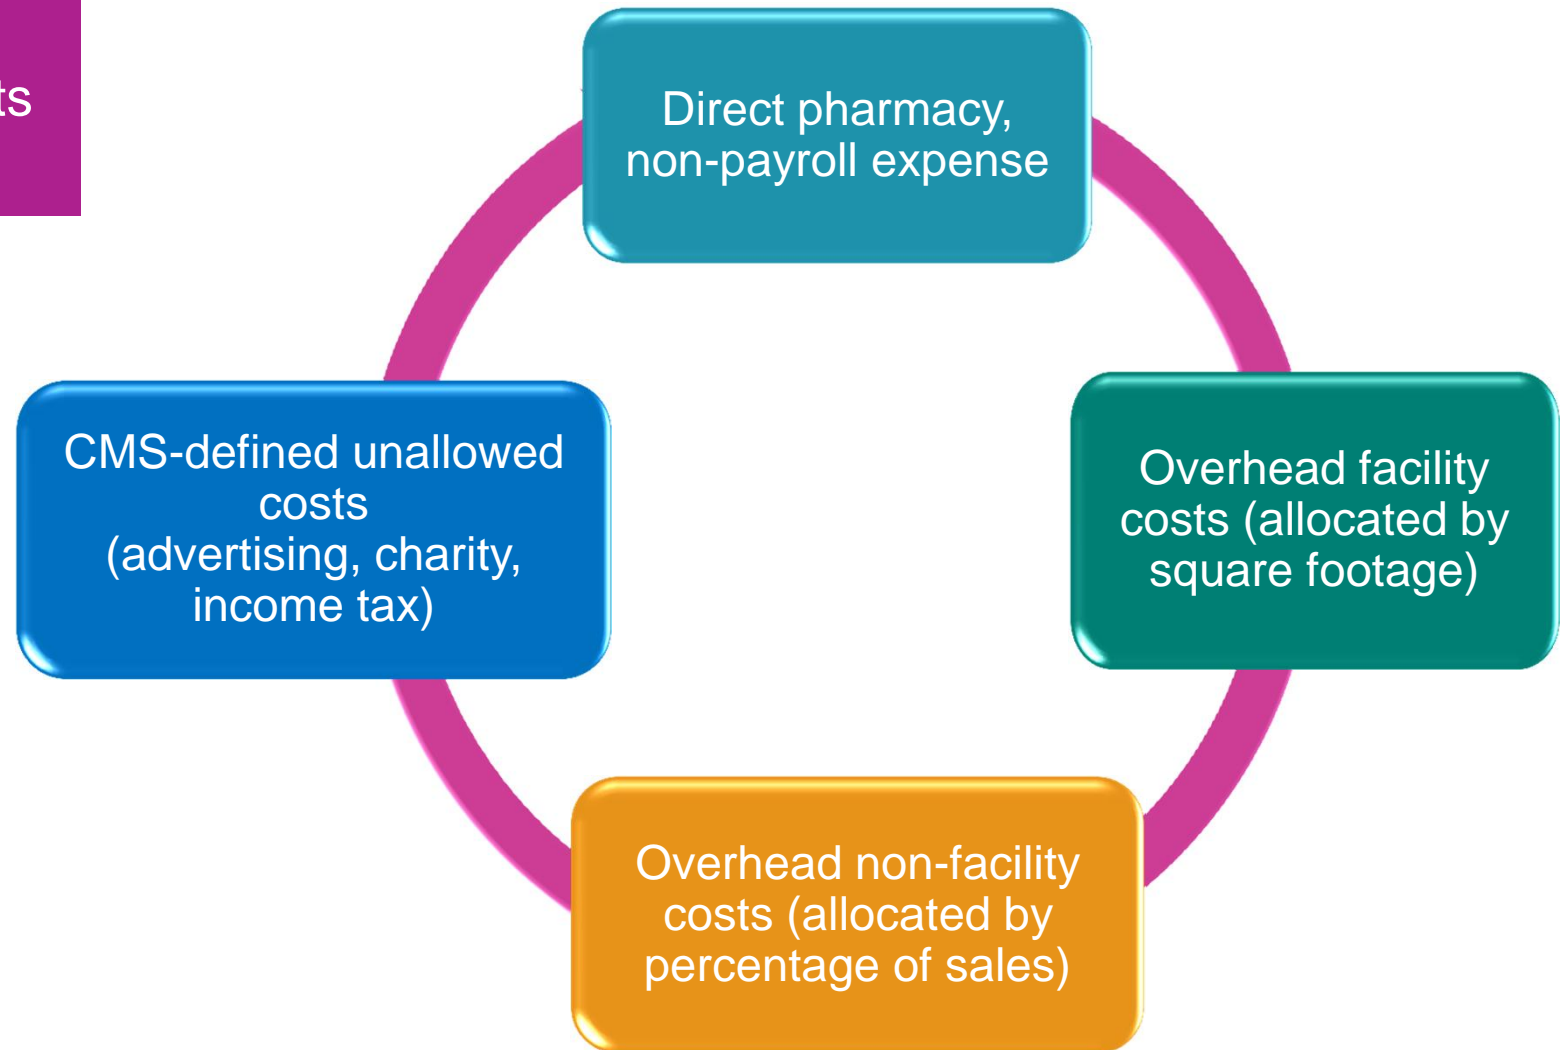 ts
Direct pharmacy,
non-payroll expense
CMS-defined unallowed
costs
(advertising, charity,
income tax)
Overhead facility
costs (allocated by
square footage)
Overhead non-facility
costs (allocated by
percentage of sales)